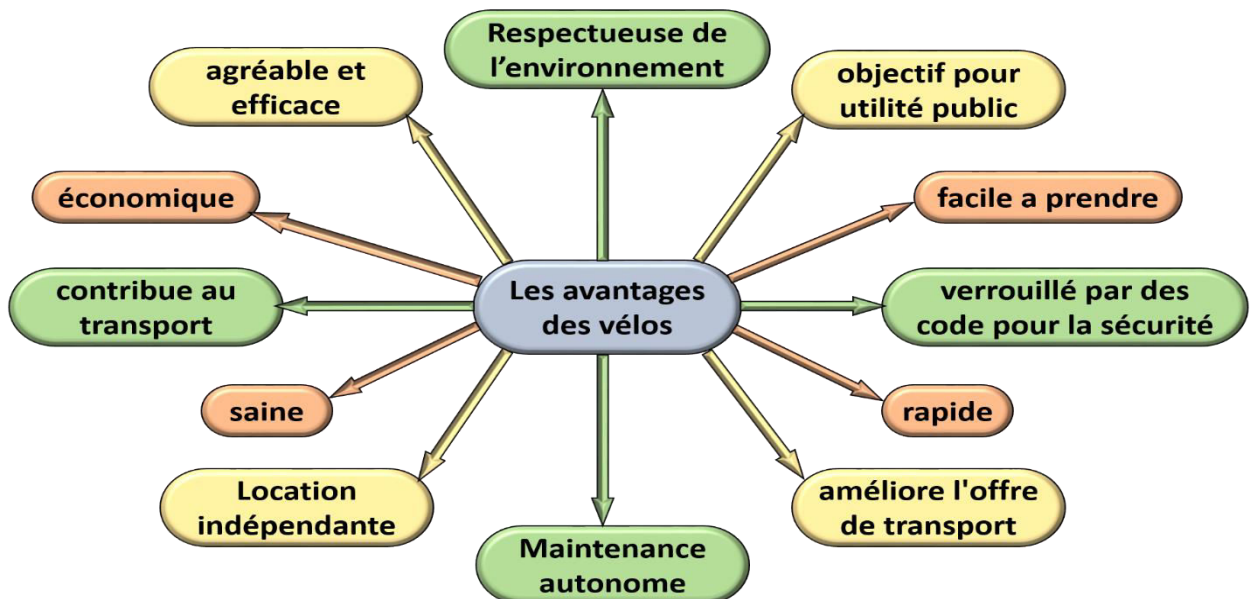 Respectueuse de
l’environnement
agréable et
efficace
objectif pour
utilité public
économique
facile a prendre
contribue au
transport
Les avantages
des vélos
verrouillé par des
code pour la sécurité
saine
rapide
Location
indépendante
améliore l'offre
de transport
Maintenance
autonome